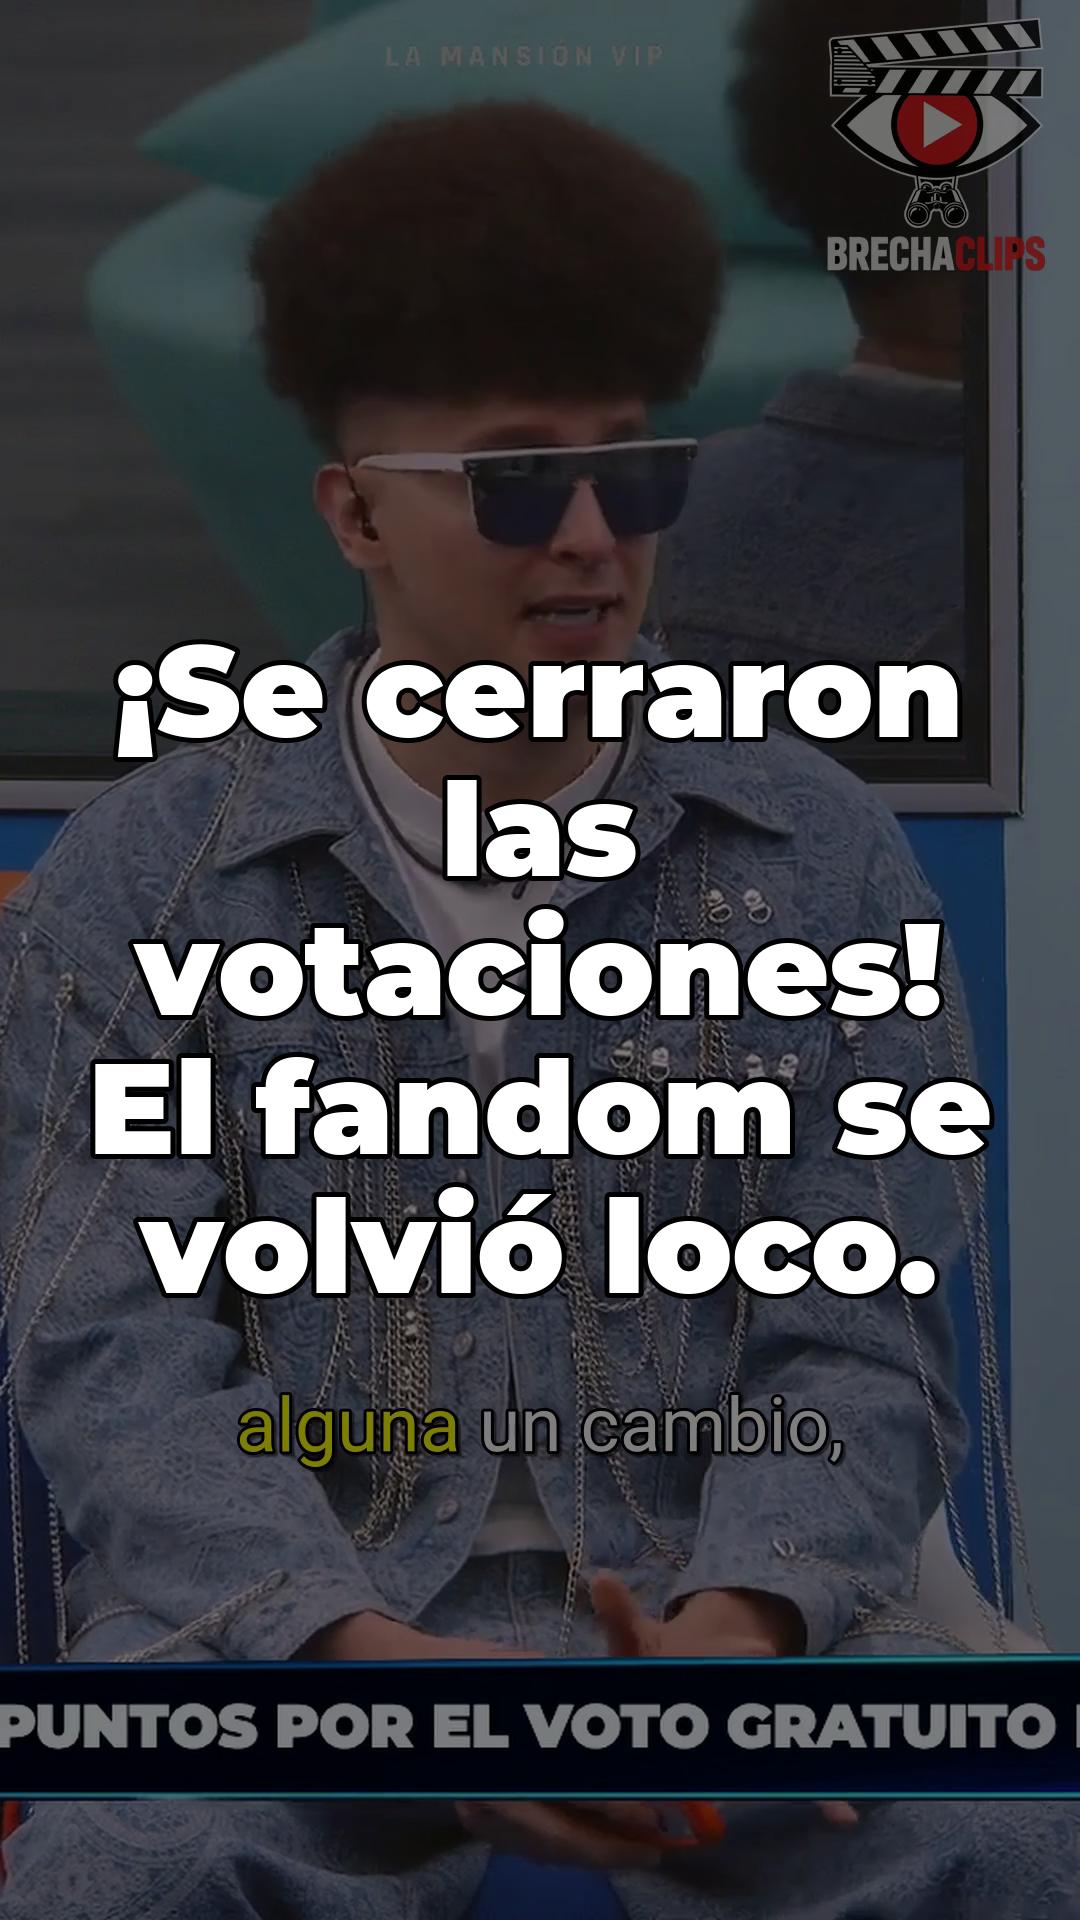 LA MANSIÓN VIP
BRECHACLIPS
¡Se cerraron
las
votaciones!
El fandom se
volvió loco.
alguna un cambio,
PUNTOS POR EL VOTO GRATUITO